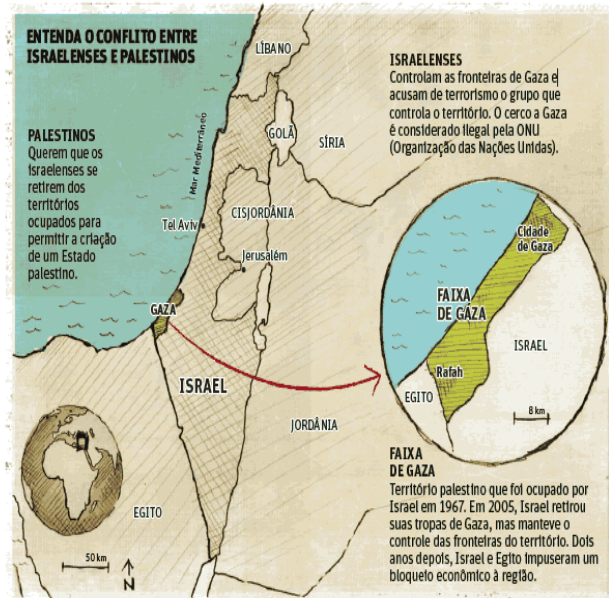 ENTENDA O CONFLITO ENTRE
ISRAELENSES E PALESTINOS
PALESTINOS
Querem que os
israelenses se
retirem dos
territórios
ocupados para
permitir a criação
de um Estado
palestino.
LÍBANO
GOLÃ
SÍRIA
Mar Mediterrâneo
CISJORDÂNIA
Tel Aviv
Jerusalém
GAZA
ISRAEL
JORDÂNIA
EGITO
50 km
N
ISRAELENSES
Controlam as fronteiras de Gaza e
acusam de terrorismo o grupo que
controla o território. O cerco a Gaza
é considerado ilegal pela ONU
(Organização das Nações Unidas).
Cidade
de Gaza
FAIXA
DE GAZA
ISRAEL
Rafah
EGITO
8 km
FAIXA
DE GAZA
Território palestino que foi ocupado por
Israel em 1967. Em 2005, Israel retirou
suas tropas de Gaza, mas manteve o
controle das fronteiras do território. Dois
anos depois, Israel e Egito impuseram um
bloqueio econômico à região.